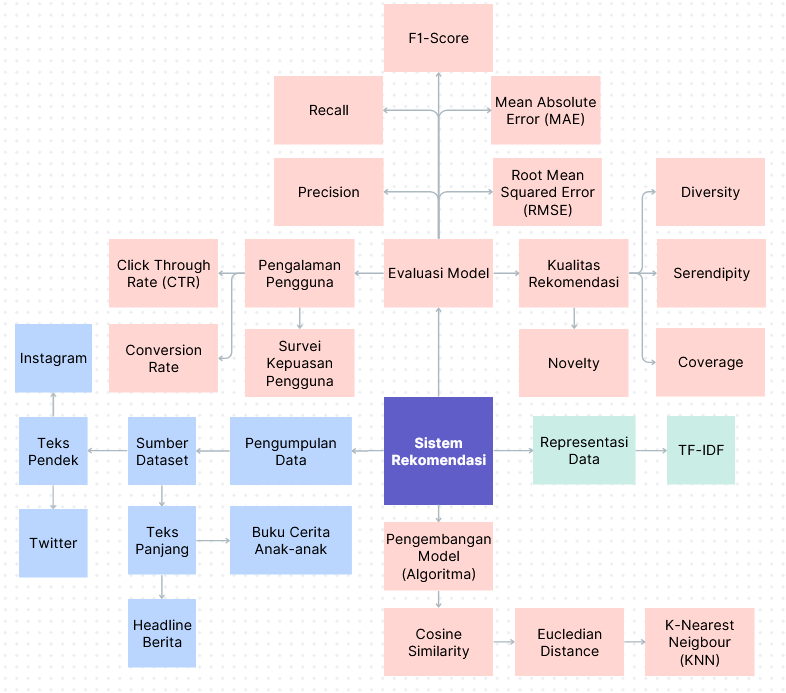 F1-Score
Recall
Mean Absolute
Error (MAE)
Precision
Root Mean
Squared Error
(RMSE)
Diversity
Click Through
Rate (CTR)
Pengalaman
Pengguna
Evaluasi Model
Kualitas
Rekomendasi
Serendipity
Instagram
Conversion
Rate
Survei
Kepuasan
Pengguna
Novelty
Coverage
Teks
Pendek
Sumber
Dataset
Pengumpulan
Data
Sistem
Rekomendasi
Representasi
Data
TF-IDF
Twitter
Teks
Panjang
Buku Cerita
Anak-anak
Pengembangan
Model
(Algoritma)
Headline
Berita
Cosine
Similarity
Eucledian
Distance
K-Nearest
Neigbour
(KNN)